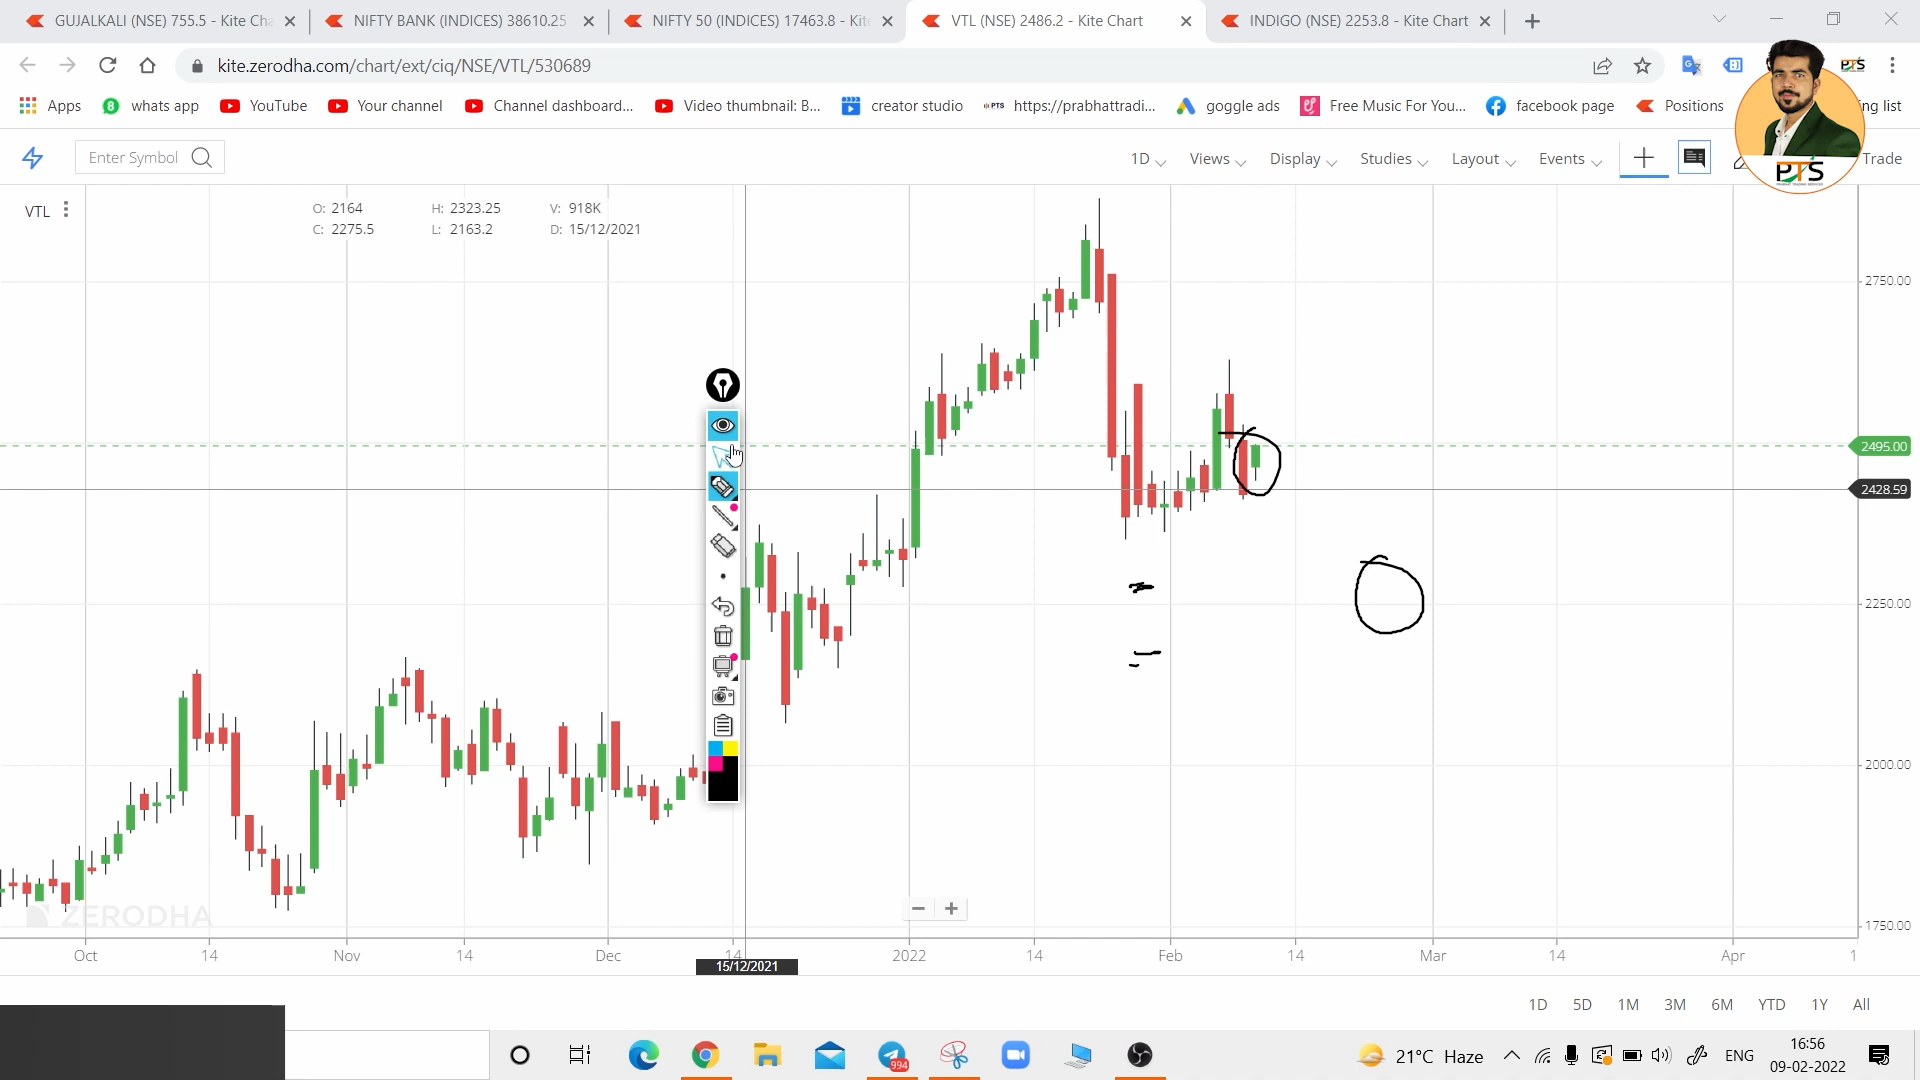 GUJALKALI (NSE) 755.5 - Kite Cha
NIFTY BANK (INDICES) 38610.25
NIFTY 50 (INDICES) 17463.8 - Kite
VTL (NSE) 2486.2 - Kite Chart
INDIGO (NSE) 2253.8 - Kite Chart
kite.zerodha.com/chart/ext/ciq/NSE/VTL/530689
PTS
Apps
whats app
YouTube
Your channel
Channel dashboard...
Video thumbnail: B...
creator studio
PTS
https://prabhattradi...
goggle ads
Free Music For You...
facebook page
Positions
ng list
Enter Symbol
1D
Views
Display
Studies
Layout
Events
Trade
PTS
VTL
O: 2164 H: 2323.25 V: 918K
C: 2275.5 L: 2163.2 D: 15/12/2021
2750.00
2495.00
2428.59
2250.00
2000.00
1750.00
ZERODHA
Oct 14 Nov 14 Dec 14 2022 14 Feb 14 Mar 14 Apr 1
15/12/2021
1D 5D 1M 3M 6M YTD 1Y All
994
21°C Haze
ENG
16:56
09-02-2022